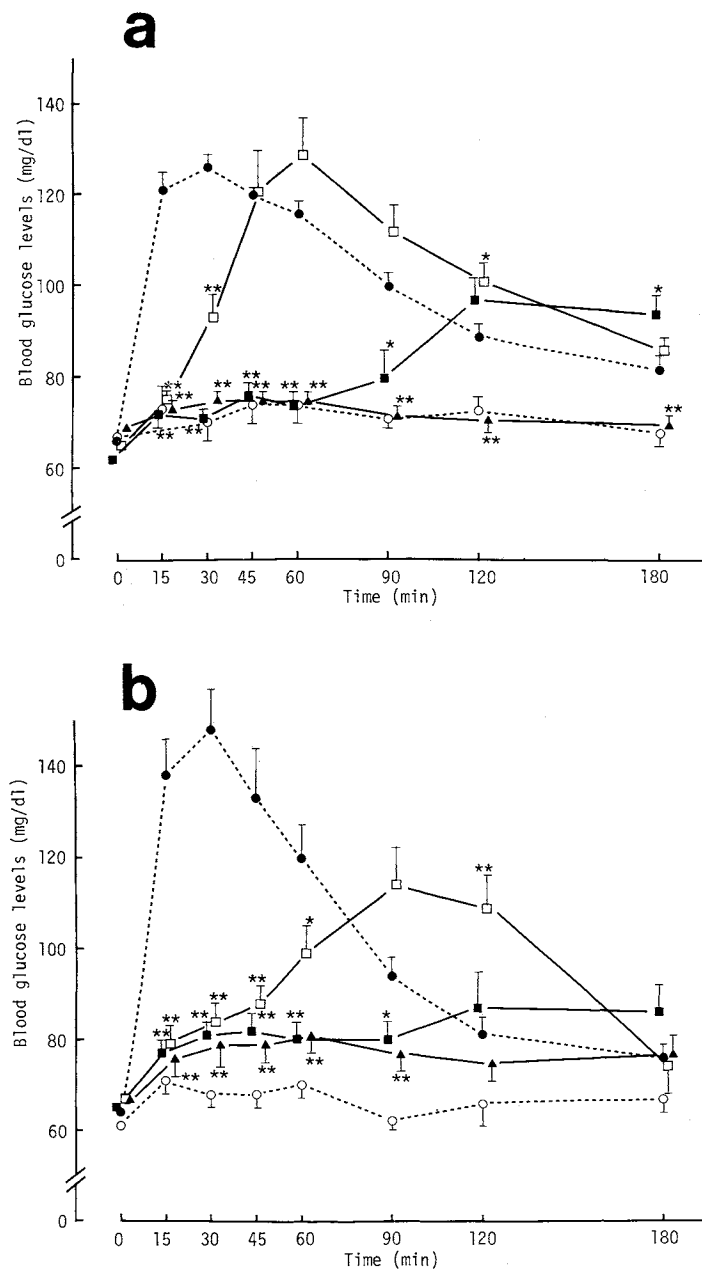 a
Blood glucose levels (mg/dl)
140
120
100
80
60
0
** * * * ** ** ** ** ** ** ** ** ** ** ** **
0 15 30 45 60 90 120 180
Time (min)
b
Blood glucose levels (mg/dl)
140
120
100
80
60
0
** * ** ** ** ** ** ** ** * ** ** ** ** **
0 15 30 45 60 90 120 180
Time (min)